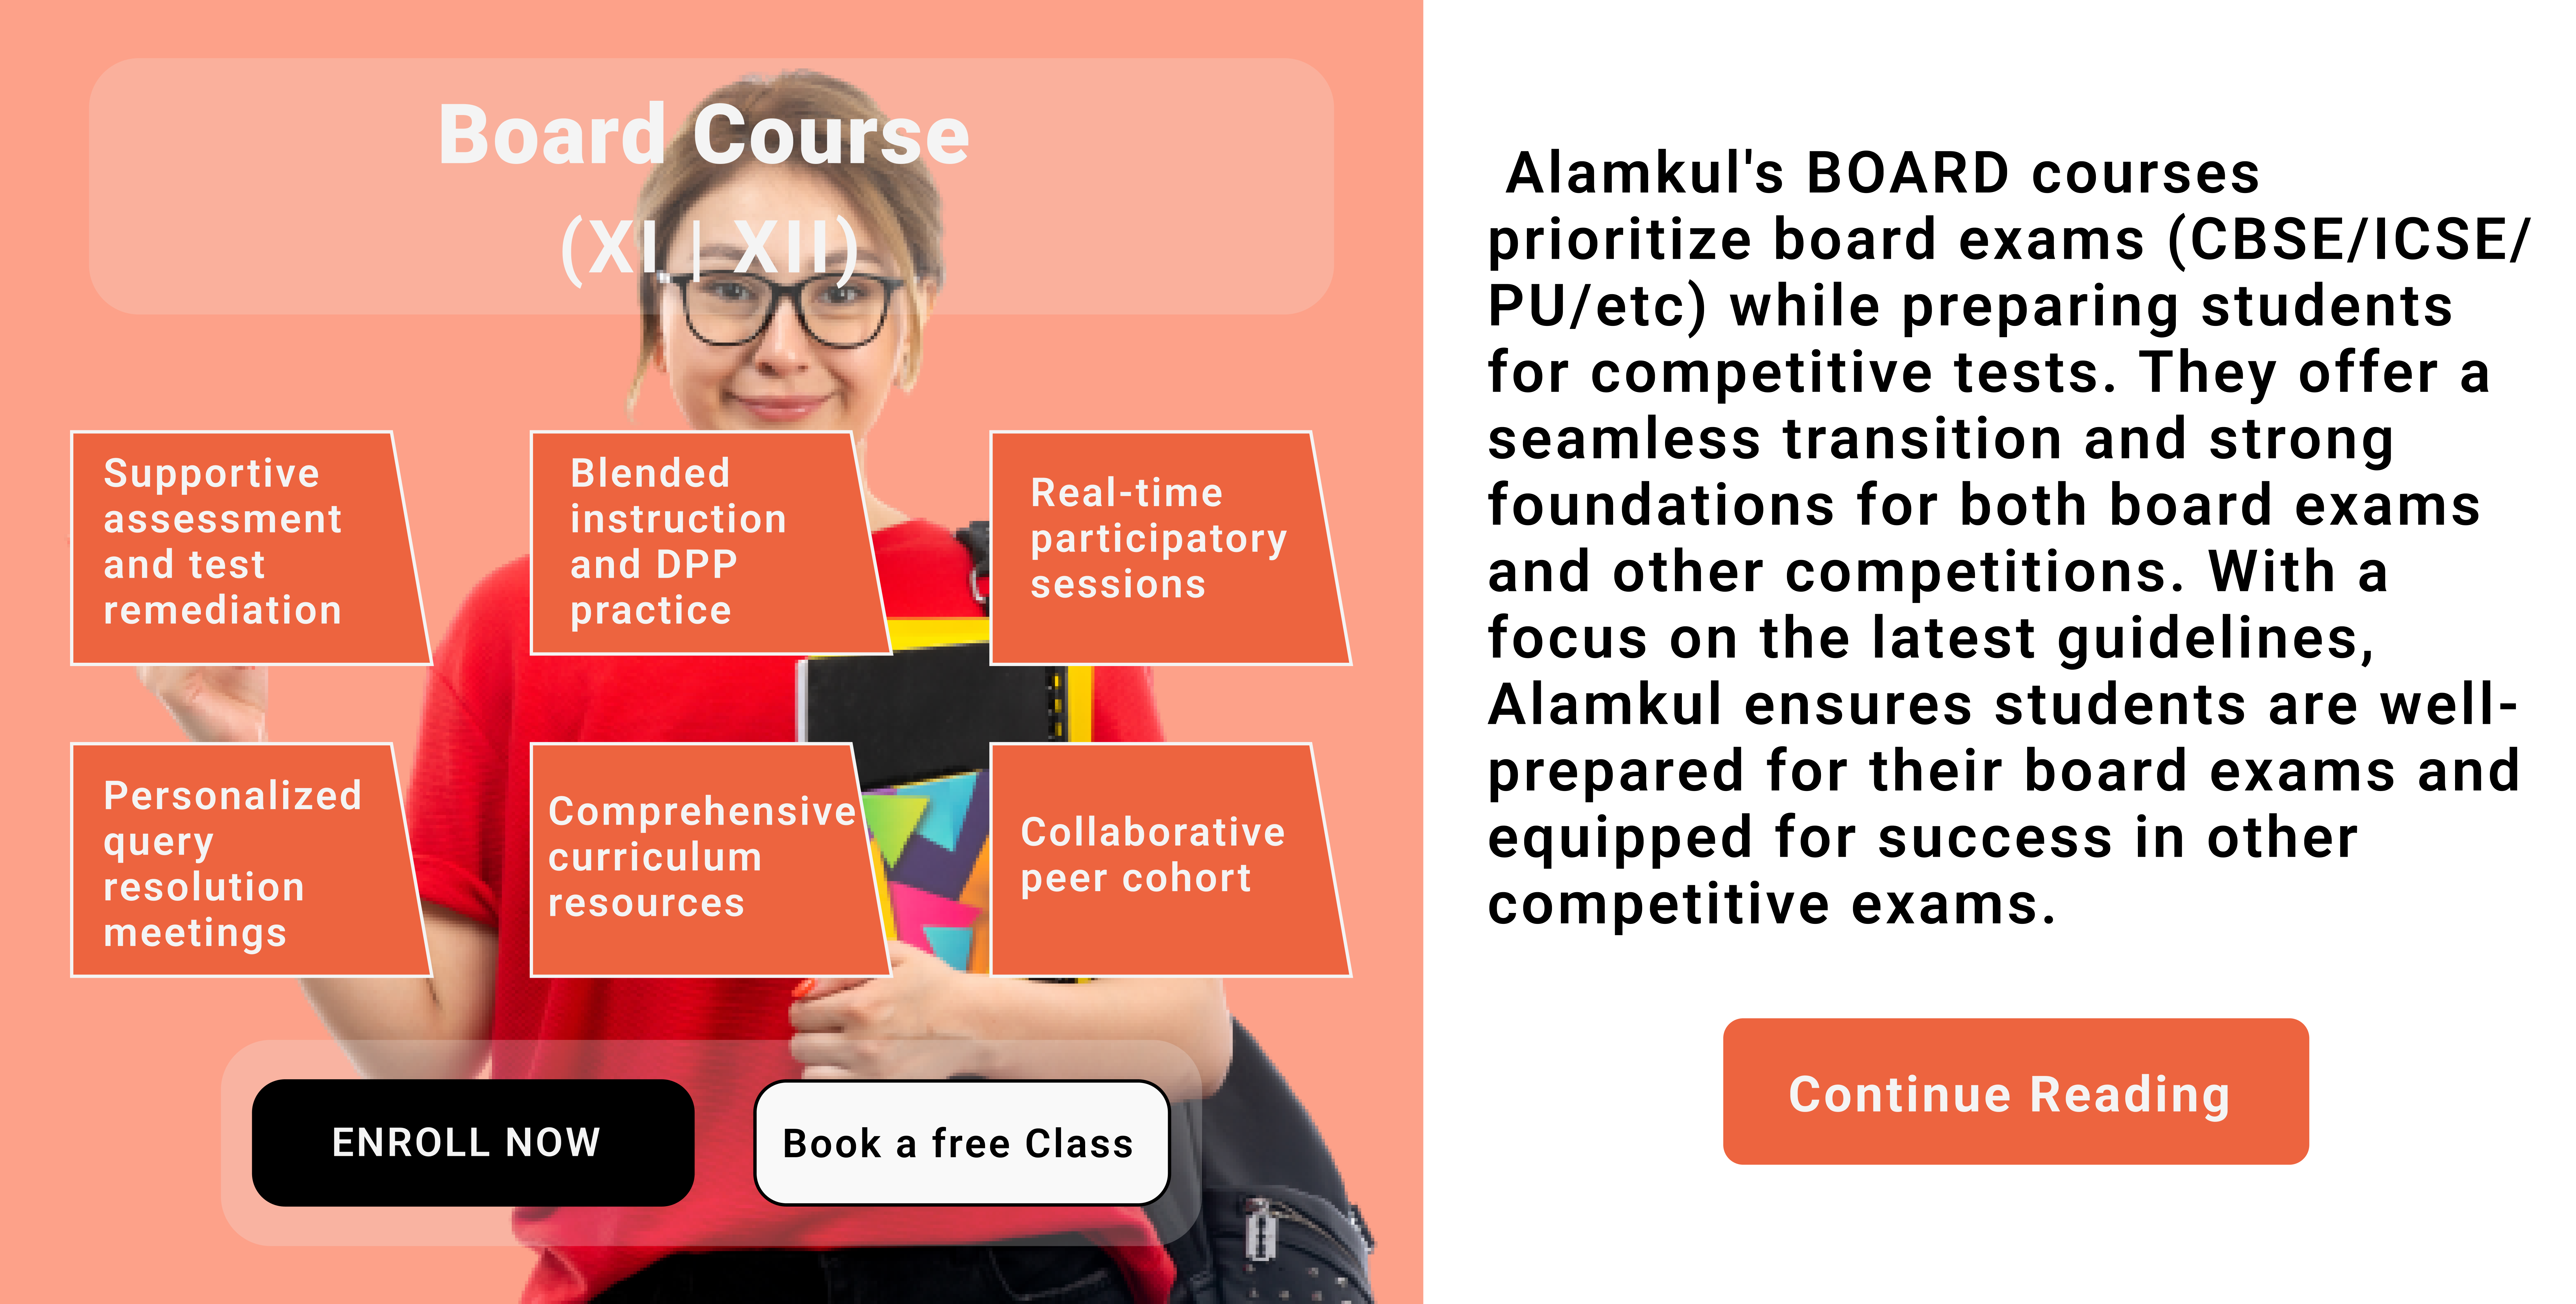 Board Course
(XI | XII)
Supportive
assessment
and test
remediation
Blended
instruction
and DPP
practice
Real-time
participatory
sessions
Personalized
query
resolution
meetings
Comprehensive
curriculum
resources
Collaborative
peer cohort
ENROLL NOW
Book a free Class
Alamkul's BOARD courses
prioritize board exams (CBSE/ICSE/
PU/etc) while preparing students
for competitive tests. They offer a
seamless transition and strong
foundations for both board exams
and other competitions. With a
focus on the latest guidelines,
Alamkul ensures students are well-
prepared for their board exams and
equipped for success in other
competitive exams.
Continue Reading